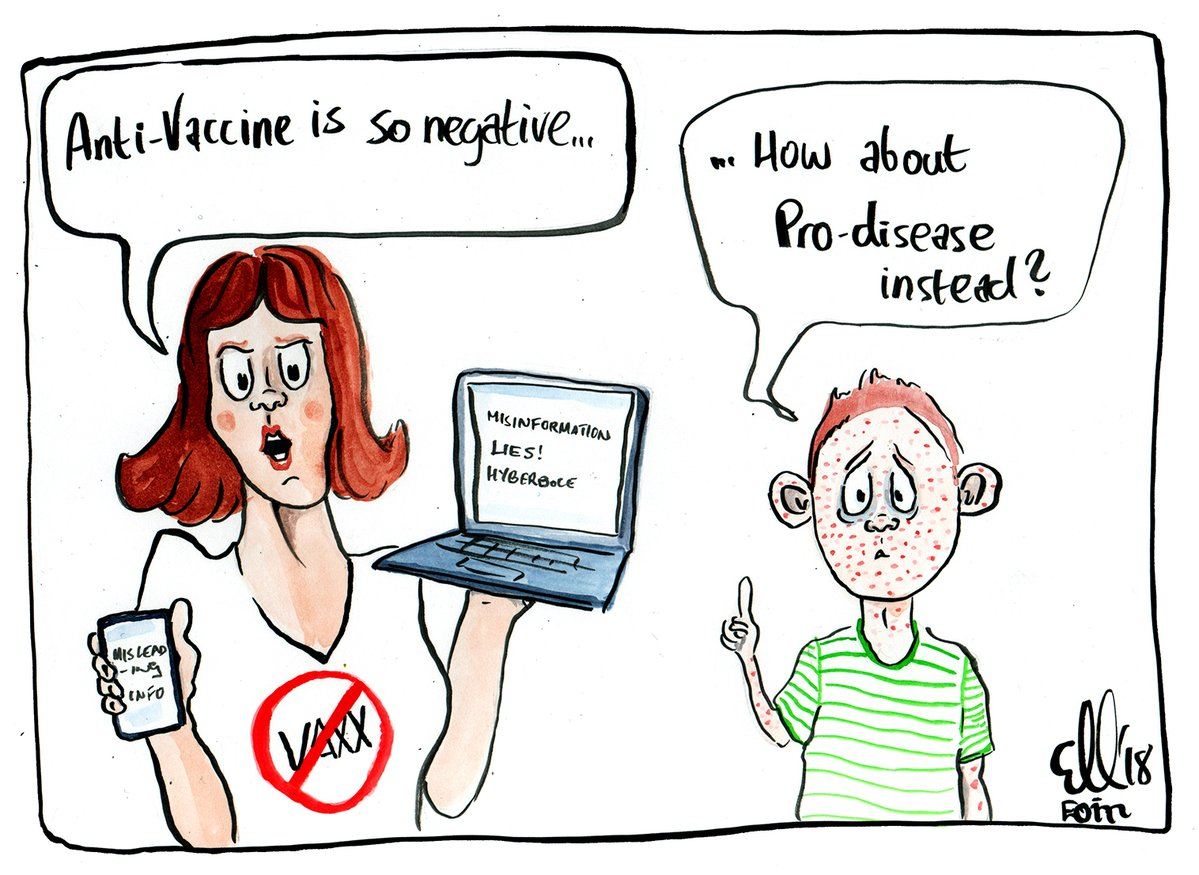 Anti-Vaccine is so negative...
... How about
Pro-disease
instead?
MISINFORMATION
LIES!
HYBERBOLE
MISLEAD
-ING
INFO
VAXX
Ell '18